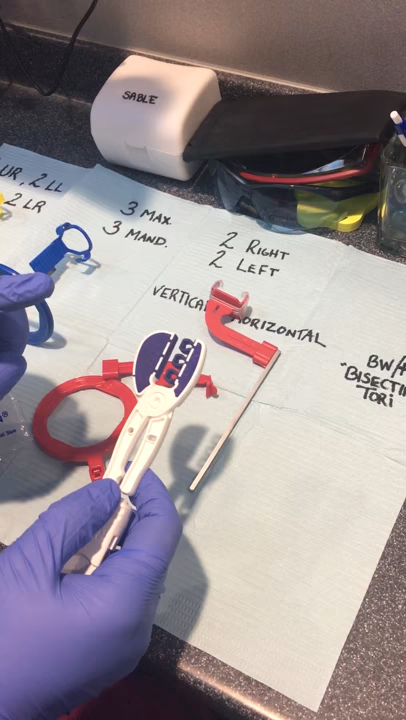 SABLE
UR, 2 LL
2 LR
3 MAX.
3 MAND.
2 RIGHT
2 LEFT
VERTICAL HORIZONTAL
BW/
BISECTI
TORI